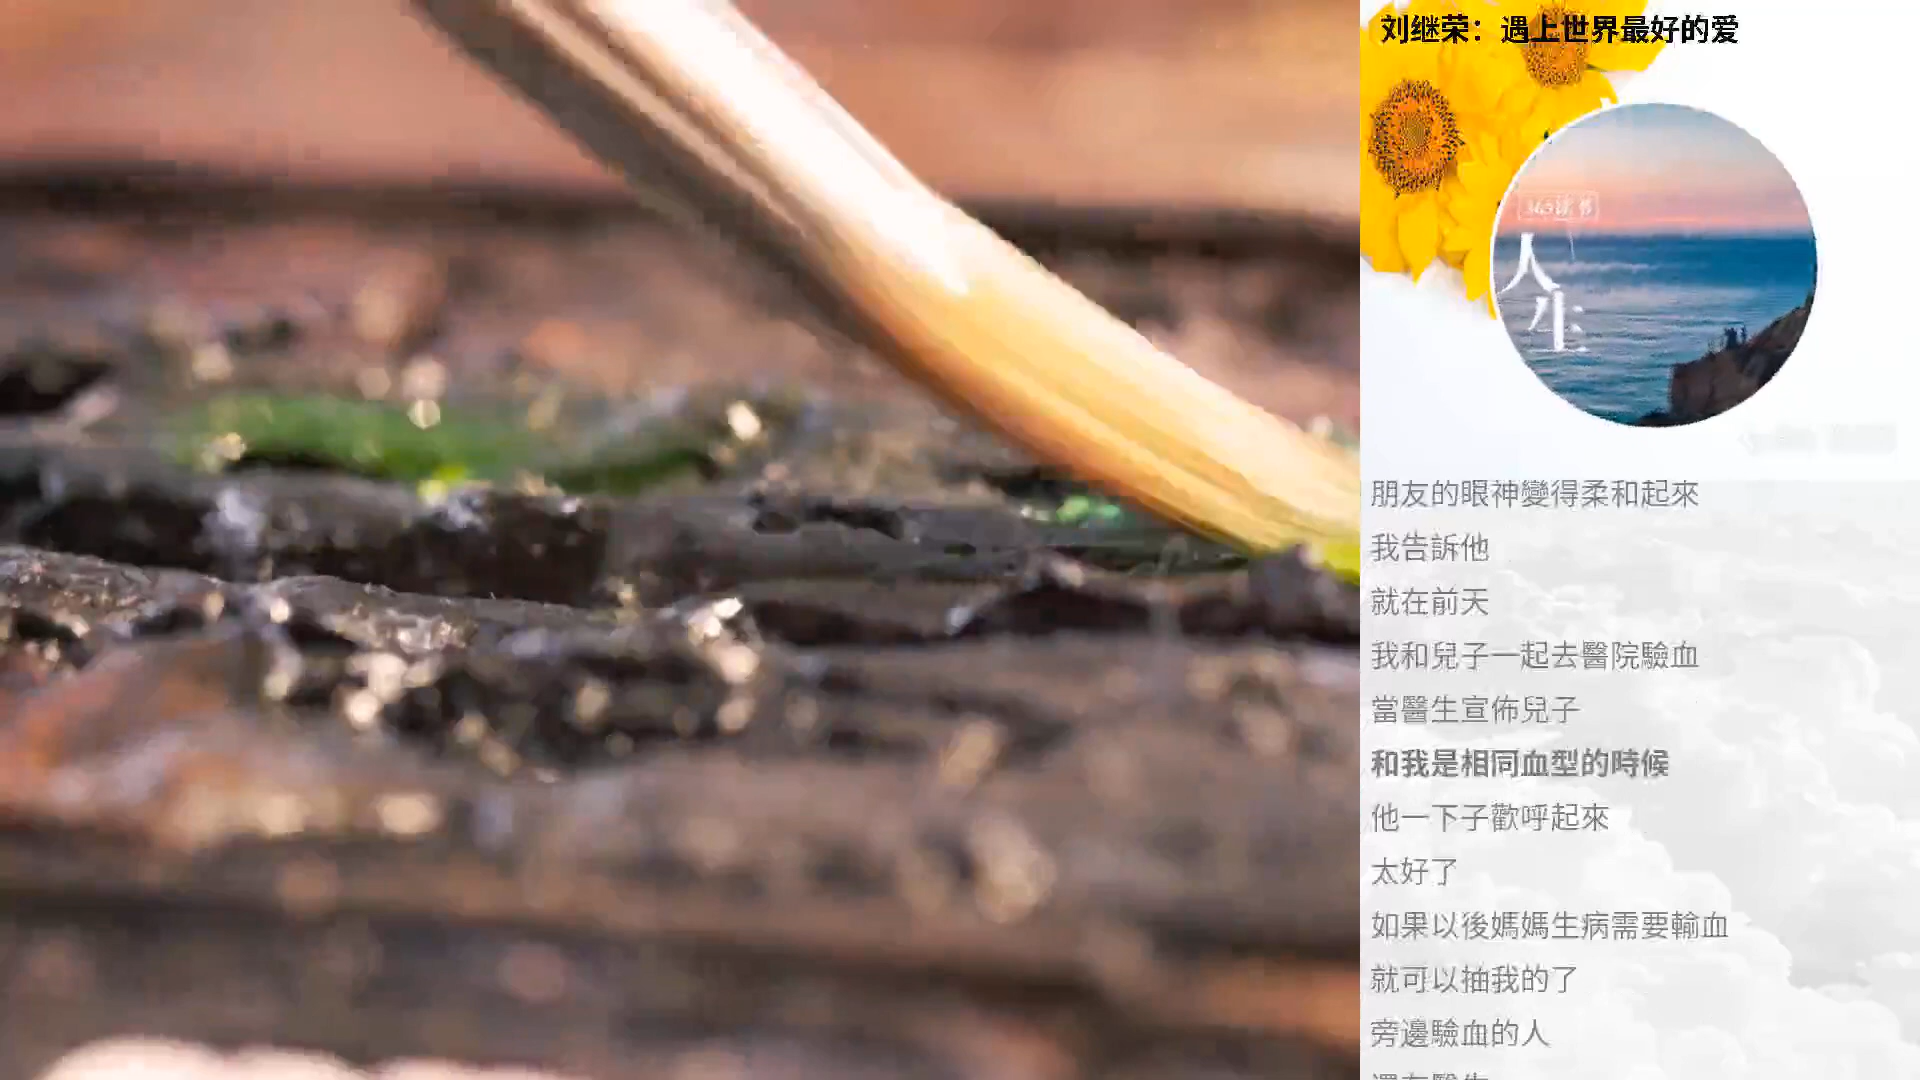 刘继荣：遇上世界最好的爱
365读书
人生
朋友的眼神變得柔和起來
我告訴他
就在前天
我和兒子一起去醫院驗血
當醫生宣佈兒子
和我是相同血型的時候
他一下子歡呼起來
太好了
如果以後媽媽生病需要輸血
就可以抽我的了
旁邊驗血的人